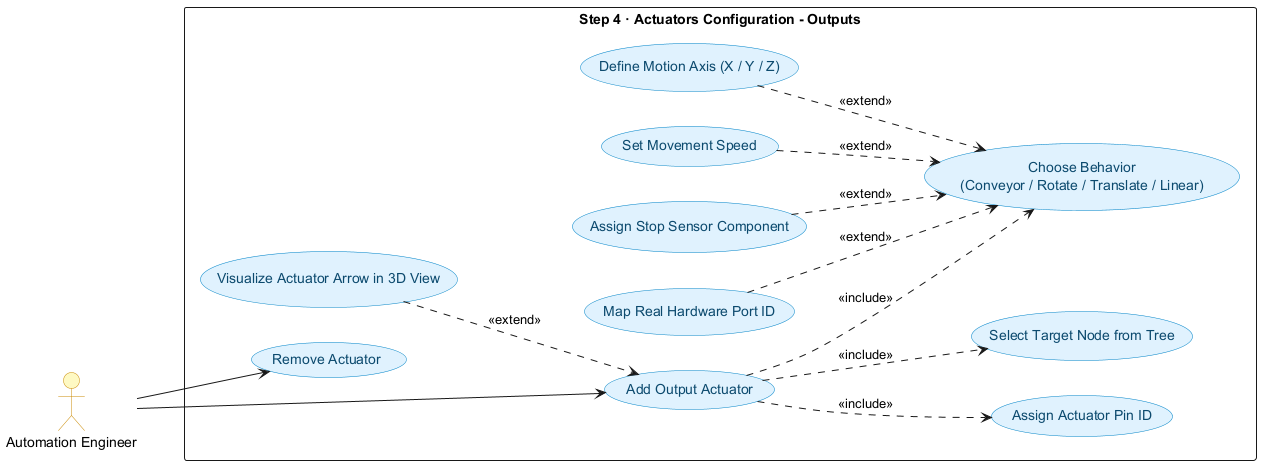 Step 4 · Actuators Configuration - Outputs
Define Motion Axis (X / Y / Z)
«extend»
Set Movement Speed
«extend»
Choose Behavior
(Conveyor / Rotate / Translate / Linear)
«extend»
Assign Stop Sensor Component
«extend»
Visualize Actuator Arrow in 3D View
«include»
Map Real Hardware Port ID
«extend»
Select Target Node from Tree
«include»
Remove Actuator
Add Output Actuator
«include»
Assign Actuator Pin ID
Automation Engineer